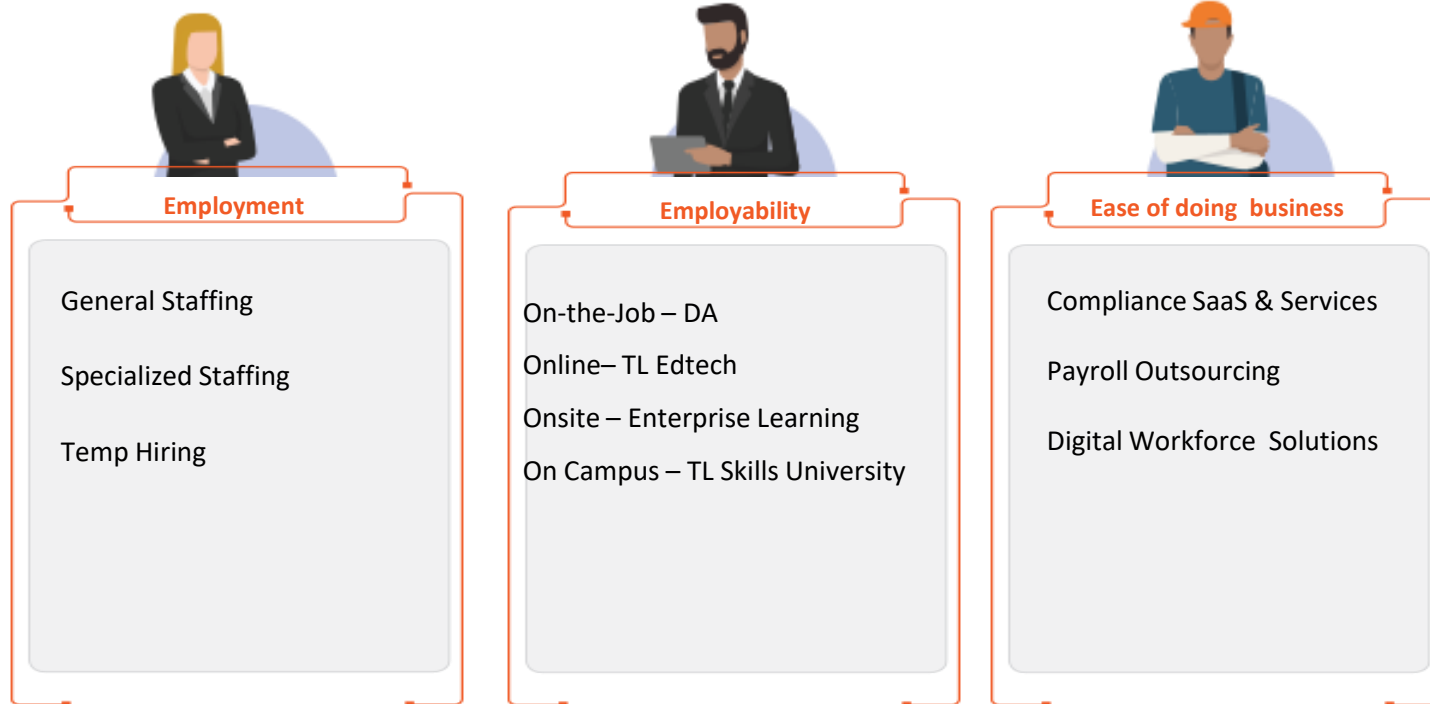 Employment
General Staffing
Specialized Staffing
Temp Hiring
Employability
On-the-Job – DA
Online– TL Edtech
Onsite – Enterprise Learning
On Campus – TL Skills University
Ease of doing business
Compliance SaaS & Services
Payroll Outsourcing
Digital Workforce Solutions